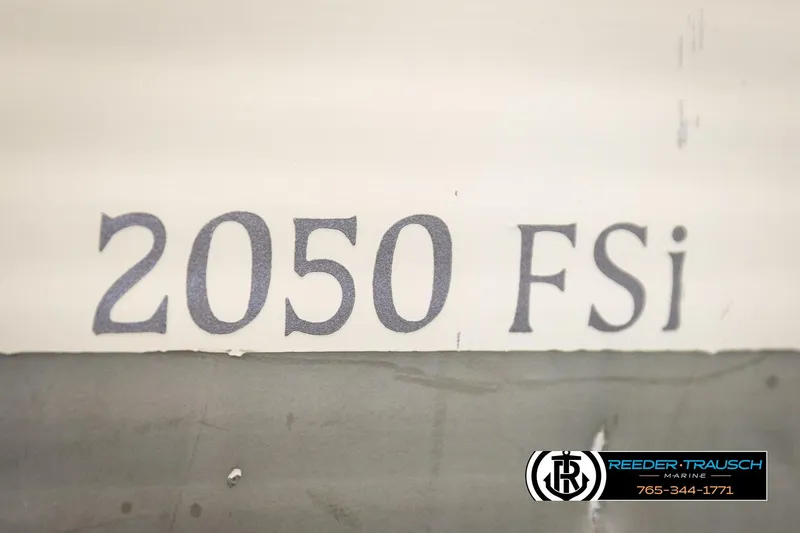 2050 FSi
REEDER·TRAUSCH
MARINE
765-344-1771